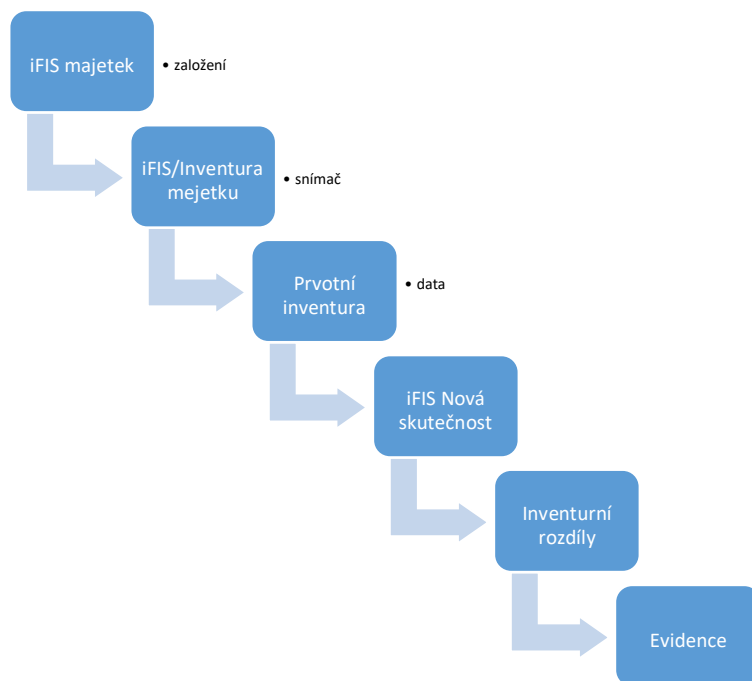 iFIS majetek
• založení
iFIS/Inventura
mejetku
• snímač
Prvotní
inventura
• data
iFIS Nová
skutečnost
Inventurní
rozdíly
Evidence